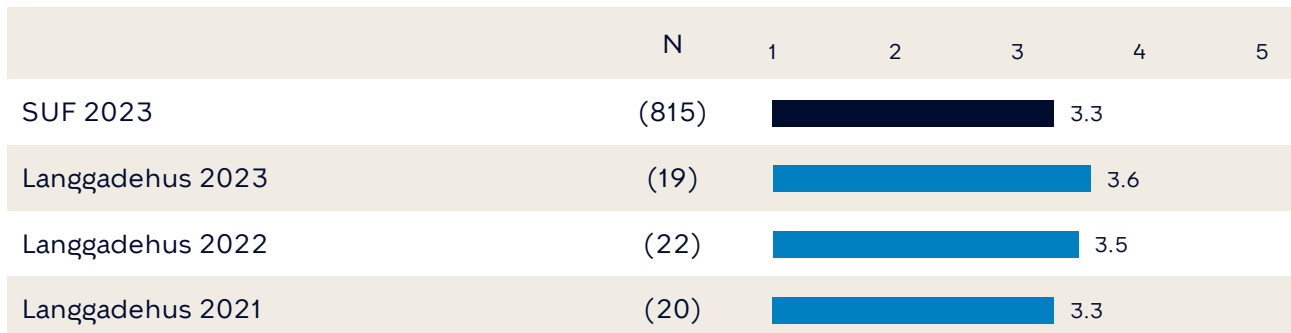 N 1 2 3 4 5
SUF 2023 (815) 3.3
Langgadehus 2023 (19) 3.6
Langgadehus 2022 (22) 3.5
Langgadehus 2021 (20) 3.3